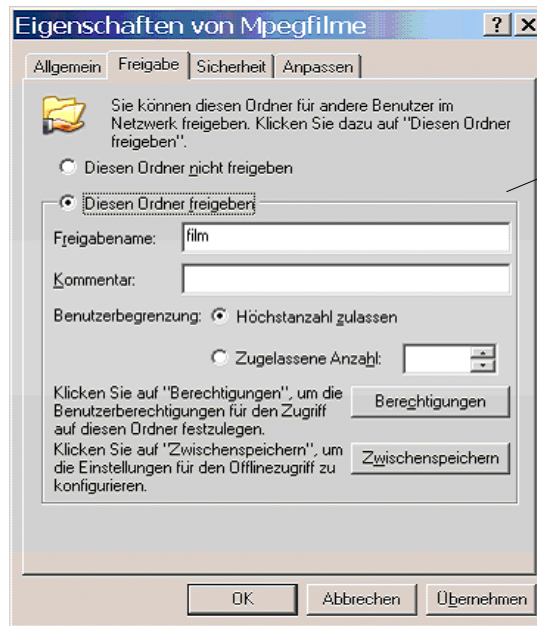 Eigenschaften von Mpegfilme
Allgemein Freigabe Sicherheit Anpassen
Sie können diesen Ordner für andere Benutzer im
Netzwerk freigeben. Klicken Sie dazu auf "Diesen Ordner
freigeben".
Diesen Ordner nicht freigeben
Diesen Ordner freigeben
Freigabename: film
Kommentar:
Benutzerbegrenzung: Höchstanzahl zulassen
Zugelassene Anzahl:
Klicken Sie auf "Berechtigungen", um die
Benutzerberechtigungen für den Zugriff
auf diesen Ordner festzulegen.
Berechtigungen
Klicken Sie auf "Zwischenspeichern", um
die Einstellungen für den Offlinezugriff zu
konfigurieren.
Zwischenspeichern
OK Abbrechen Übernehmen